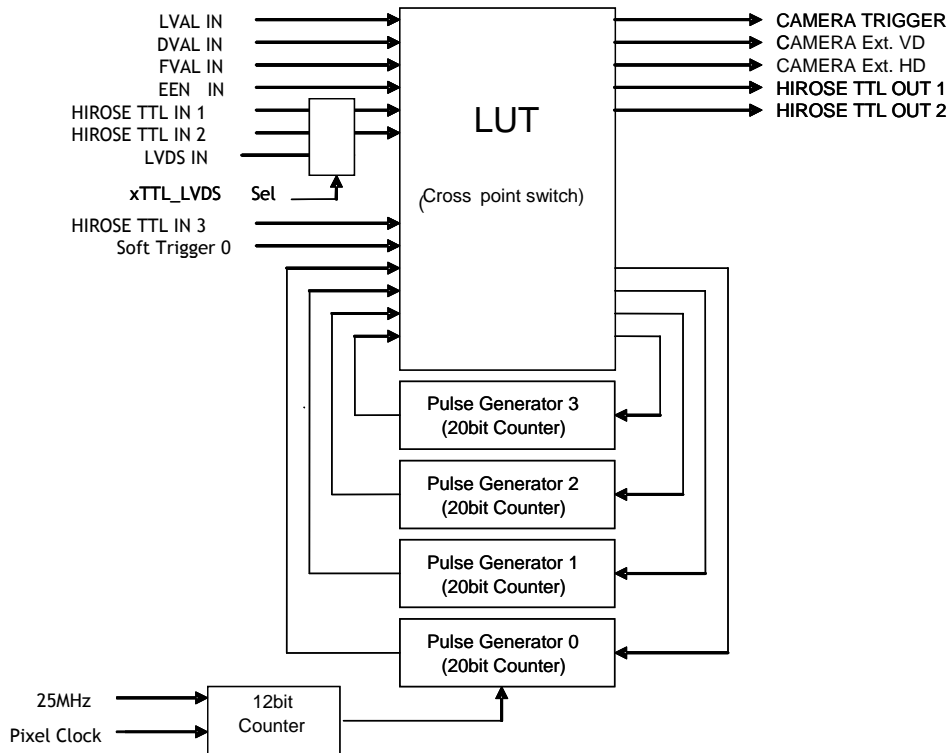 LVAL IN
DVAL IN
FVAL IN
EEN IN
HIROSE TTL IN 1
HIROSE TTL IN 2
LVDS IN
xTTL_LVDS Sel
HIROSE TTL IN 3
Soft Trigger 0
LUT
(Cross point switch)
CAMERA TRIGGER
CAMERA Ext. VD
CAMERA Ext. HD
HIROSE TTL OUT 1
HIROSE TTL OUT 2
Pulse Generator 3
(20bit Counter)
Pulse Generator 2
(20bit Counter)
Pulse Generator 1
(20bit Counter)
Pulse Generator 0
(20bit Counter)
25MHz
Pixel Clock
12bit
Counter